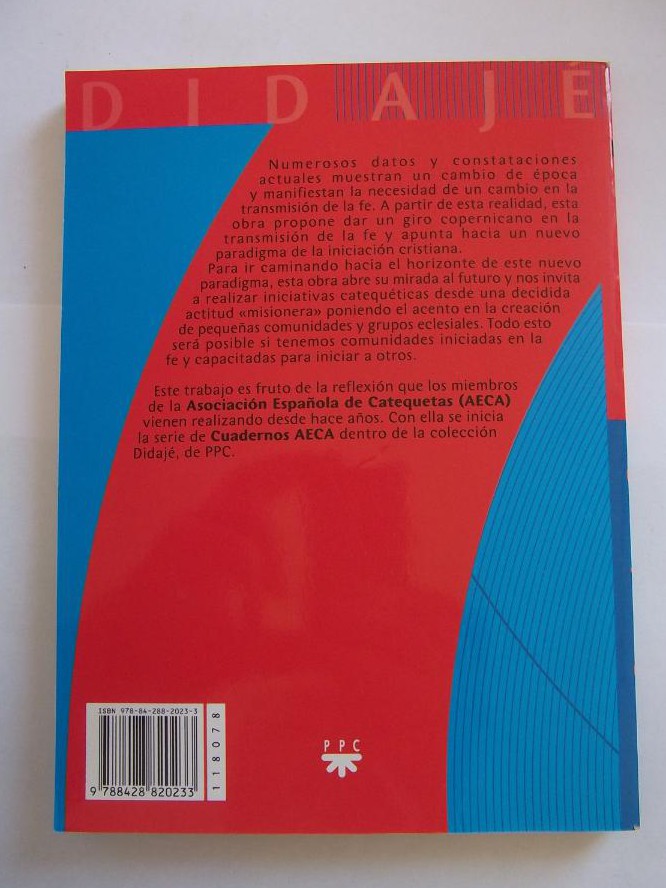 DIDAJÉ
Numerosos datos y constataciones
actuales muestran un cambio de época
y manifiestan la necesidad de un cambio en la
transmisión de la fe. A partir de esta realidad, esta
obra propone dar un giro copernicano en la
transmisión de la fe y apunta hacia un nuevo
paradigma de la iniciación cristiana.
Para ir caminando hacia el horizonte de este nuevo
paradigma, esta obra abre su mirada al futuro y nos invita
a realizar iniciativas catequéticas desde una decidida
actitud «misionera» poniendo el acento en la creación
de pequeñas comunidades y grupos eclesiales. Todo esto
será posible si tenemos comunidades iniciadas en la
fe y capacitadas para iniciar a otros.
Este trabajo es fruto de la reflexión que los miembros
de la Asociación Española de Catequetas (AECA)
vienen realizando desde hace años. Con ella se inicia
la serie de Cuadernos AECA dentro de la colección
Didajé, de PPC.
ISBN 978-84-288-2023-3
9 788428 820233
118078
PPC